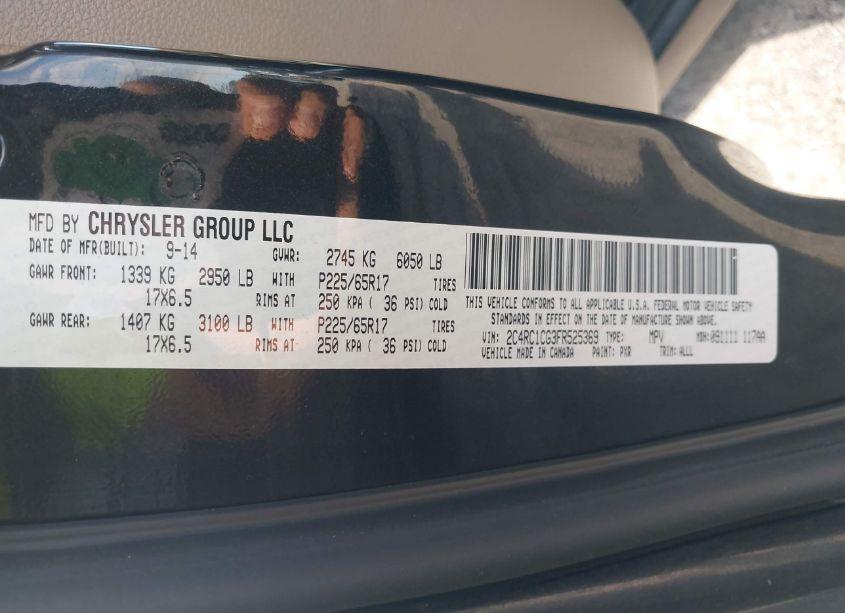 MFD BY CHRYSLER GROUP LLC
DATE OF MFR(BUILT): 9-14 GVWR: 2745 KG 6050 LB
GAWR FRONT: 1339 KG 2950 LB WITH P225/65R17 TIRES
17X6.5 RIMS AT 250 KPA ( 36 PSI) COLD
GAWR REAR: 1407 KG 3100 LB WITH P225/65R17 TIRES
17X6.5 RIMS AT 250 KPA ( 36 PSI) COLD
THIS VEHICLE CONFORMS TO ALL APPLICABLE U.S.A. FEDERAL MOTOR VEHICLE SAFETY
STANDARDS IN EFFECT ON THE DATE OF MANUFACTURE SHOWN ABOVE.
VIN: 2C4RC1CG3FR525369 TYPE: MPV MDH: 091111 117AA
VEHICLE MADE IN CANADA PAINT: PXR TRIM: ALLL